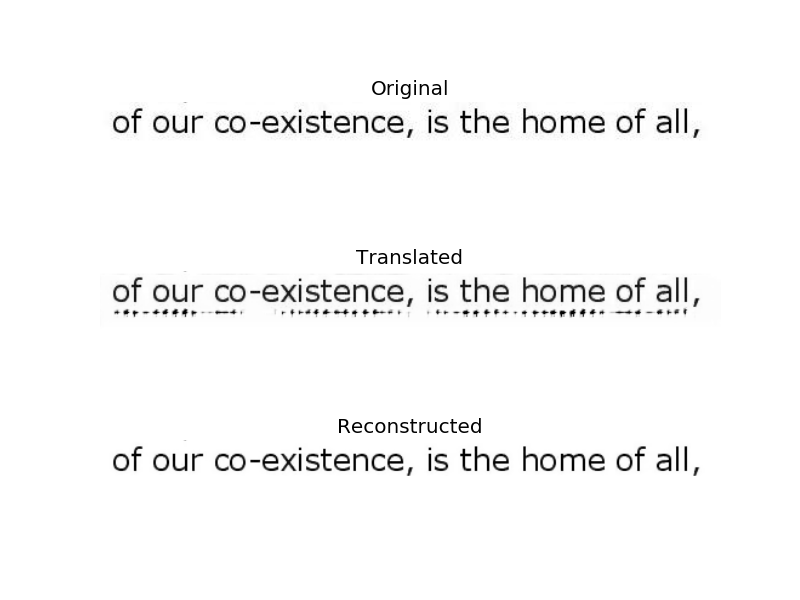 Original
of our co-existence, is the home of all,
Translated
of our co-existence, is the home of all,
Reconstructed
of our co-existence, is the home of all,